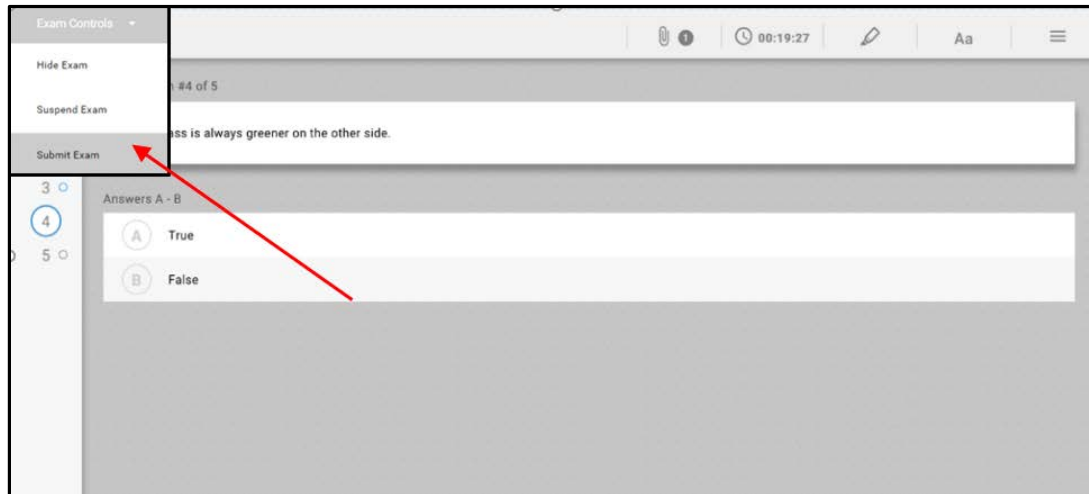 Exam Controls
1 00:19:27 Aa
Hide Exam
#4 of 5
Suspend Exam
ass is always greener on the other side.
Submit Exam
3
Answers A - B
4
A True
5
B False